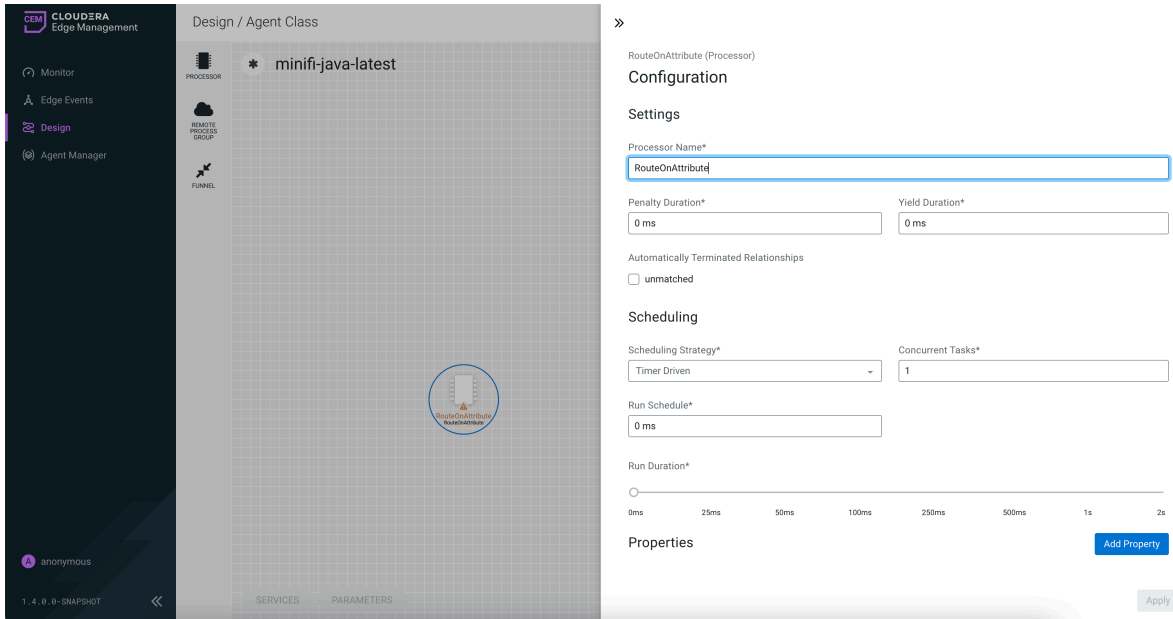 CEM
CLOUDERA
Edge Management
Monitor
Edge Events
Design
Agent Manager
A anonymous
1.4.0.0-SNAPSHOT
Design / Agent Class
PROCESSOR
REMOTE
PROCESS
GROUP
FUNNEL
minifi-java-latest
RouteOnAttribute
RouteOnAttribute
SERVICES PARAMETERS
RouteOnAttribute (Processor)
Configuration
Settings
Processor Name*
RouteOnAttribute
Penalty Duration* Yield Duration*
0 ms 0 ms
Automatically Terminated Relationships
unmatched
Scheduling
Scheduling Strategy* Concurrent Tasks*
Timer Driven 1
Run Schedule*
0 ms
Run Duration*
0ms 25ms 50ms 100ms 250ms 500ms 1s 2s
Properties Add Property
Apply